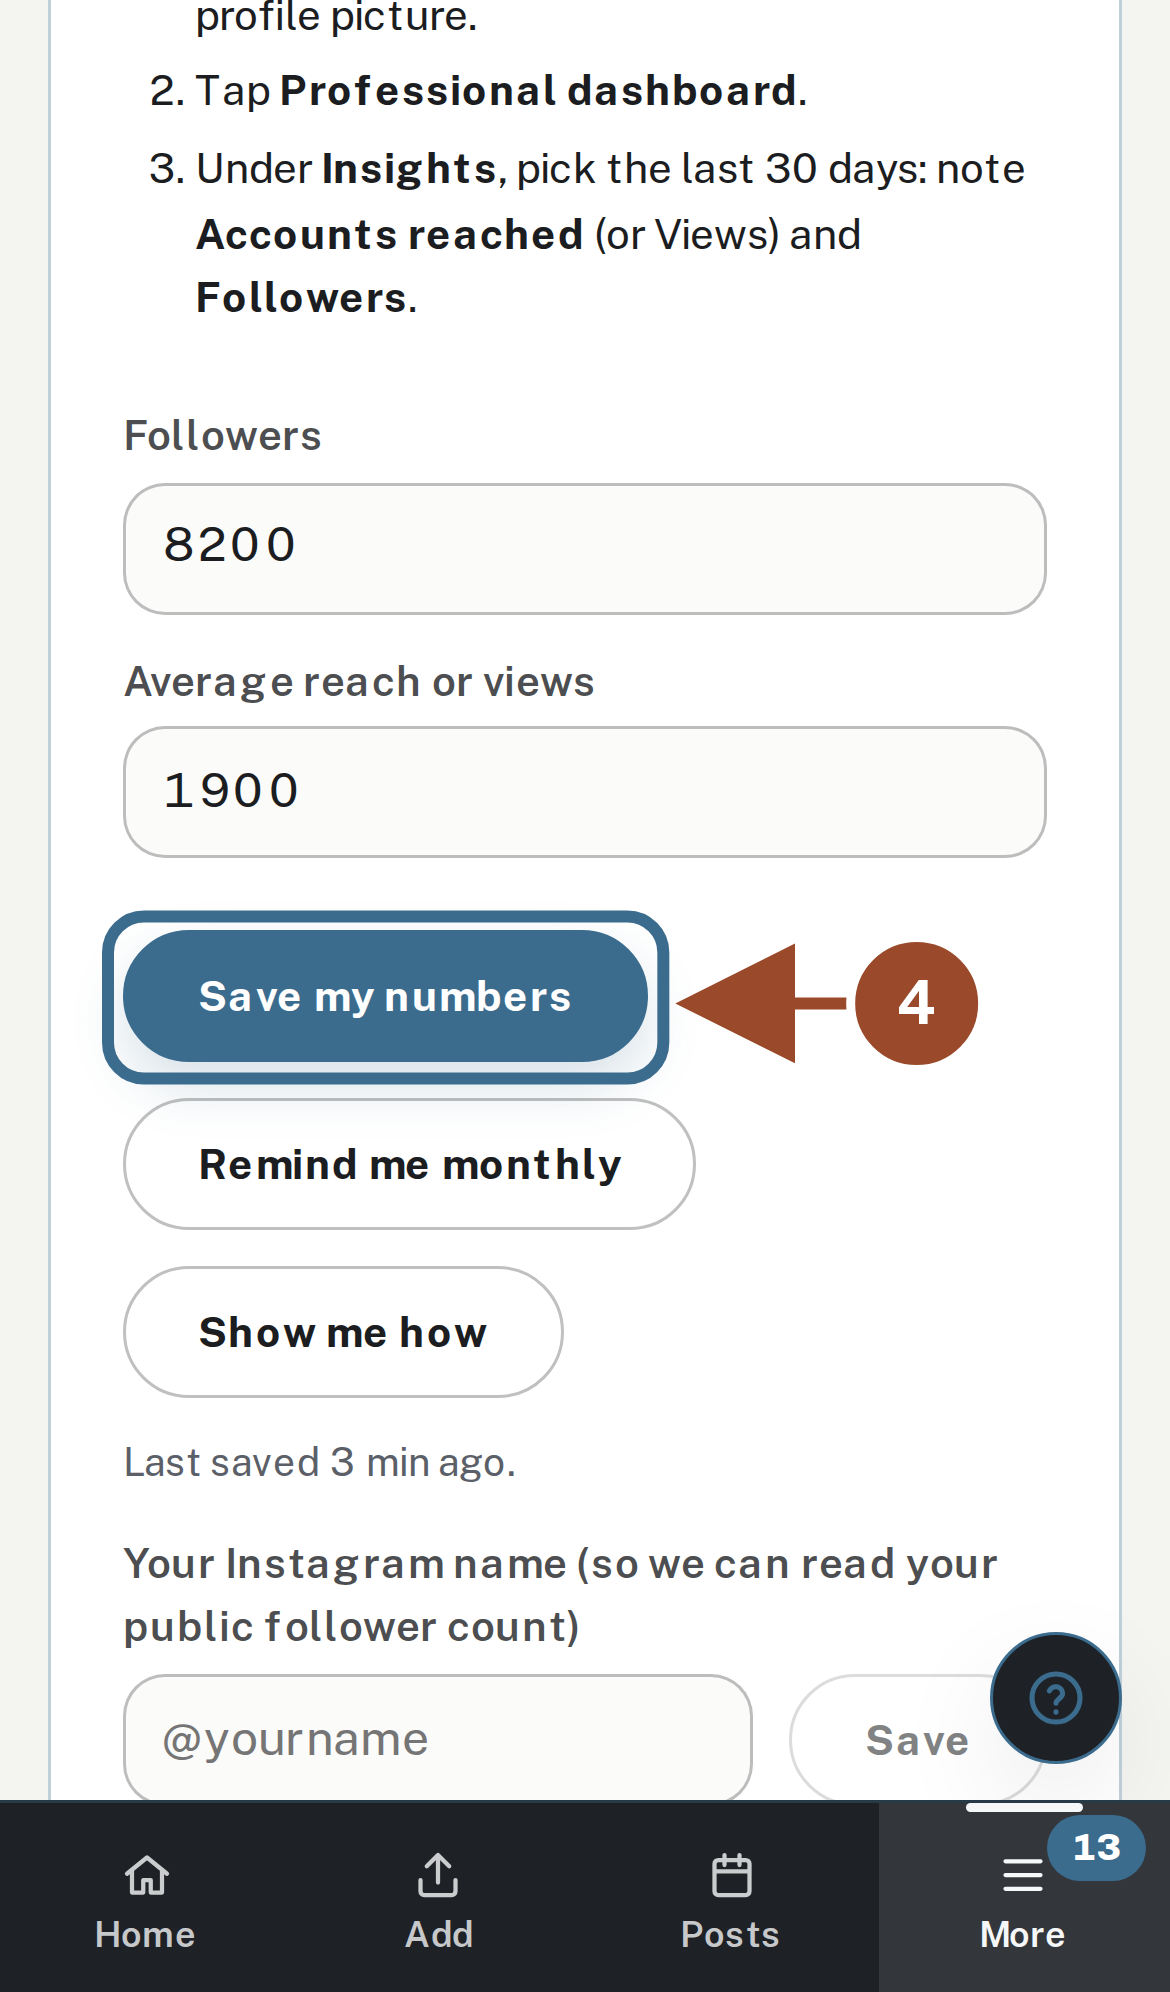 profile picture.
2. Tap Professional dashboard.
3. Under Insights, pick the last 30 days: note
Accounts reached (or Views) and
Followers.
Followers
8200
Average reach or views
1900
Save my numbers
4
Remind me monthly
Show me how
Last saved 3 min ago.
Your Instagram name (so we can read your
public follower count)
@yourname
Save
13
Home
Add
Posts
More